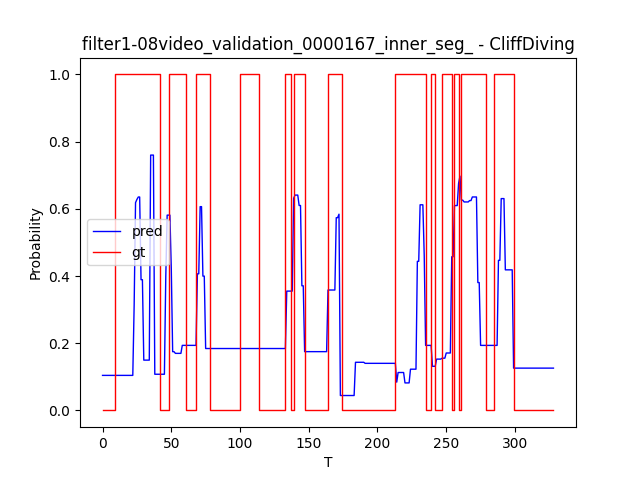 filter1-08video_validation_0000167_inner_seg_ - CliffDiving
1.0
0.8
0.6
0.4
0.2
0.0
Probability
pred
gt
0 50 100 150 200 250 300
T